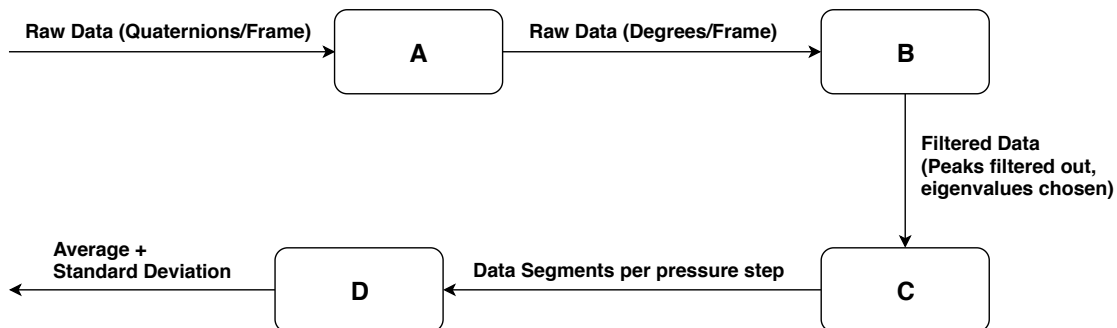 Raw Data (Quaternions/Frame)
A
Raw Data (Degrees/Frame)
B
Filtered Data
(Peaks filtered out,
eigenvalues chosen)
C
Data Segments per pressure step
D
Average +
Standard Deviation